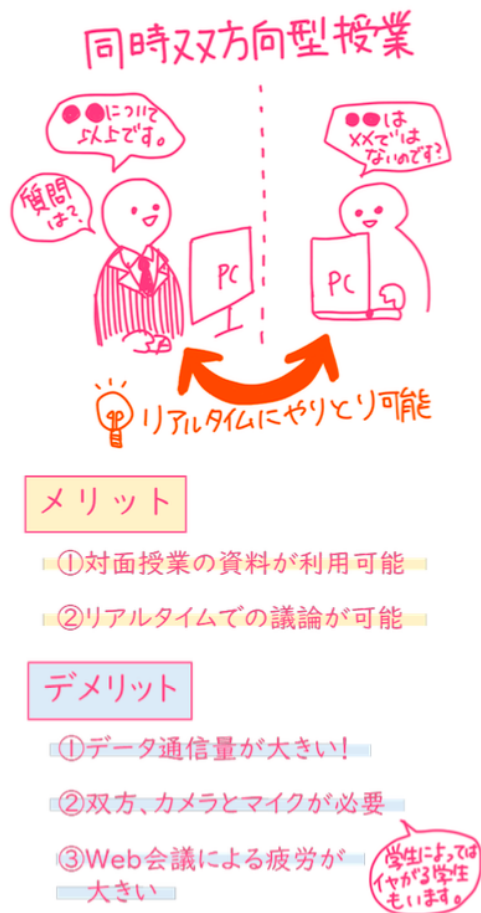 同時双方向型授業
●●について
以上です。
質問
は?
●●は
××では
ないのです?
PC
PC
リアルタイムにやりとり可能
メリット
①対面授業の資料が利用可能
②リアルタイムでの議論が可能
デメリット
①データ通信量が大きい!
②双方、カメラとマイクが必要
③Web会議による疲労が
大きい
学生によっては
イヤがる学生
もいます。